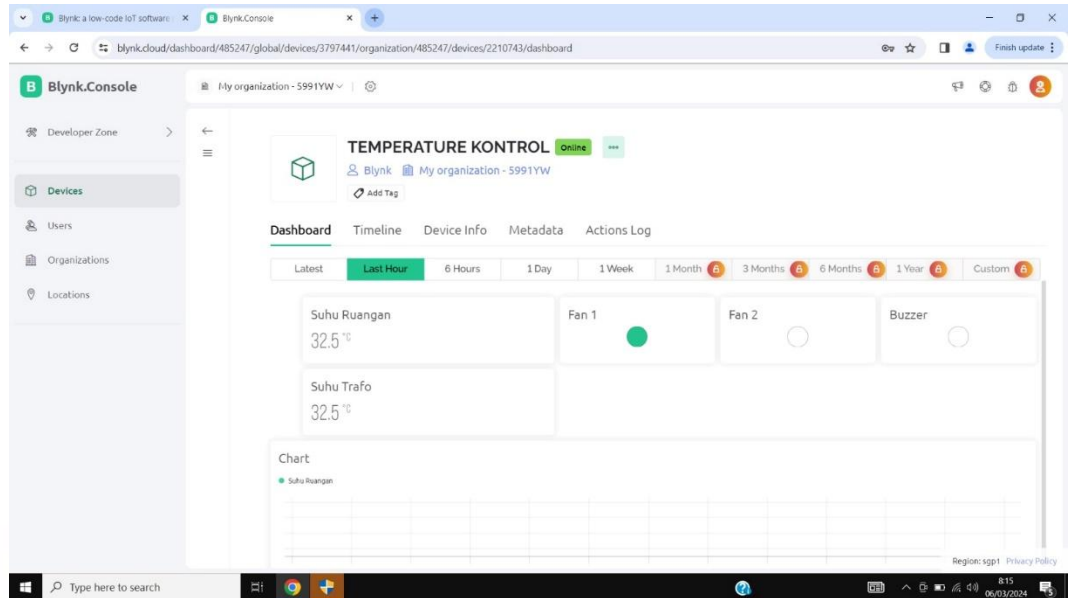 Blynk: a low-code IoT software
Blynk.Console
blynk.cloud/dashboard/485247/global/devices/3797441/organization/485247/devices/2210743/dashboard
Finish update
B Blynk.Console
My organization - 5991YW
Developer Zone
Devices
Users
Organizations
Locations
TEMPERATURE KONTROL Online
Blynk My organization - 5991YW
Add Tag
Dashboard Timeline Device Info Metadata Actions Log
Latest Last Hour 6 Hours 1 Day 1 Week 1 Month 3 Months 6 Months 1 Year Custom
Suhu Ruangan Fan 1 Fan 2 Buzzer
32.5 °C
Suhu Trafo
32.5 °C
Chart
Suhu Ruangan
Region: sgp1 Privacy Policy
Type here to search
8:15
06/03/2024
5